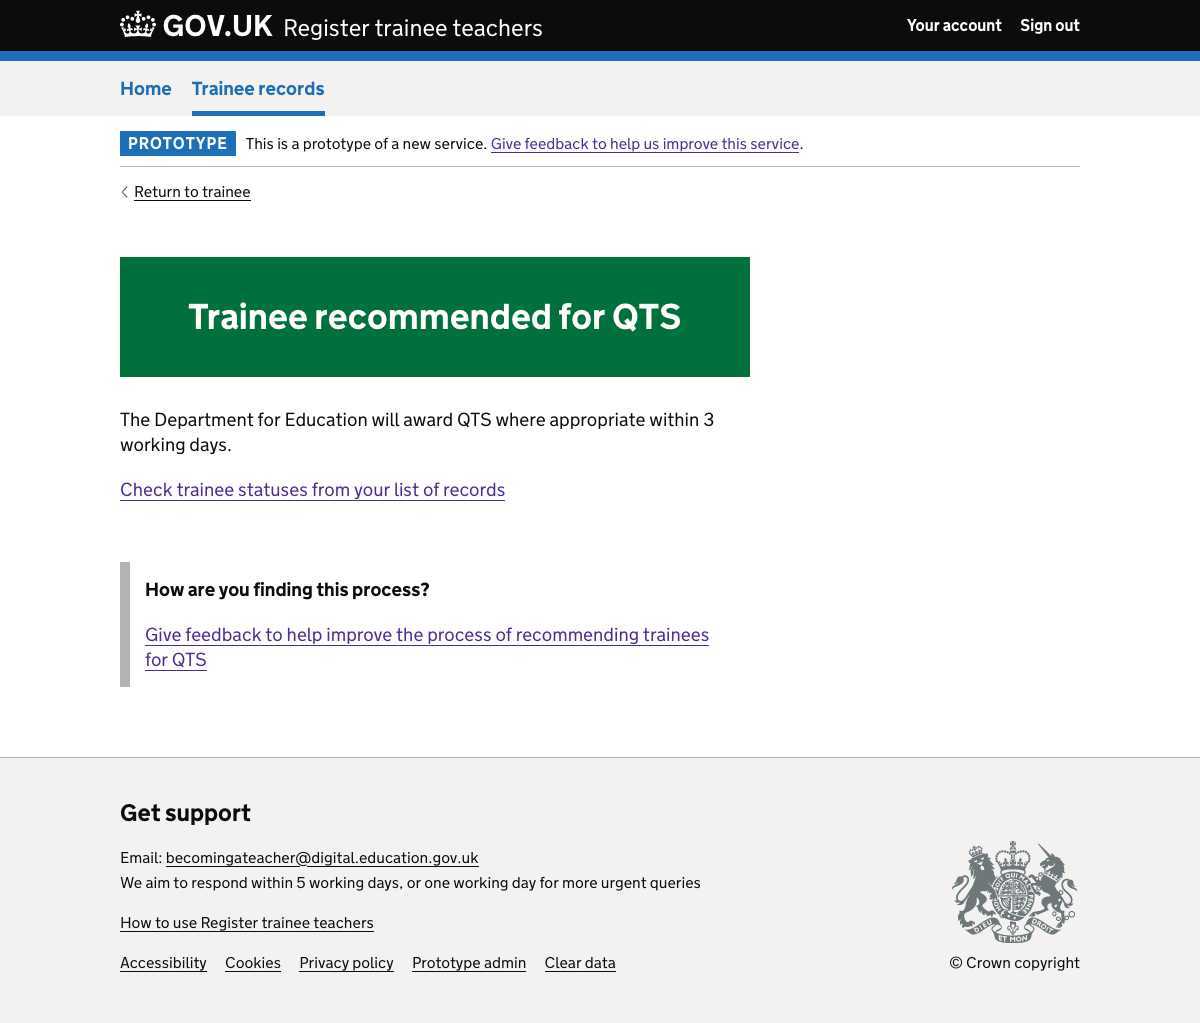 GOV.UK Register trainee teachers
Your account Sign out
Home Trainee records
PROTOTYPE This is a prototype of a new service. Give feedback to help us improve this service.
Return to trainee
Trainee recommended for QTS
The Department for Education will award QTS where appropriate within 3
working days.
Check trainee statuses from your list of records
How are you finding this process?
Give feedback to help improve the process of recommending trainees
for QTS
Get support
Email: becomingateacher@digital.education.gov.uk
We aim to respond within 5 working days, or one working day for more urgent queries
How to use Register trainee teachers
Accessibility Cookies Privacy policy Prototype admin Clear data
DIEU ET MON DROIT
© Crown copyright